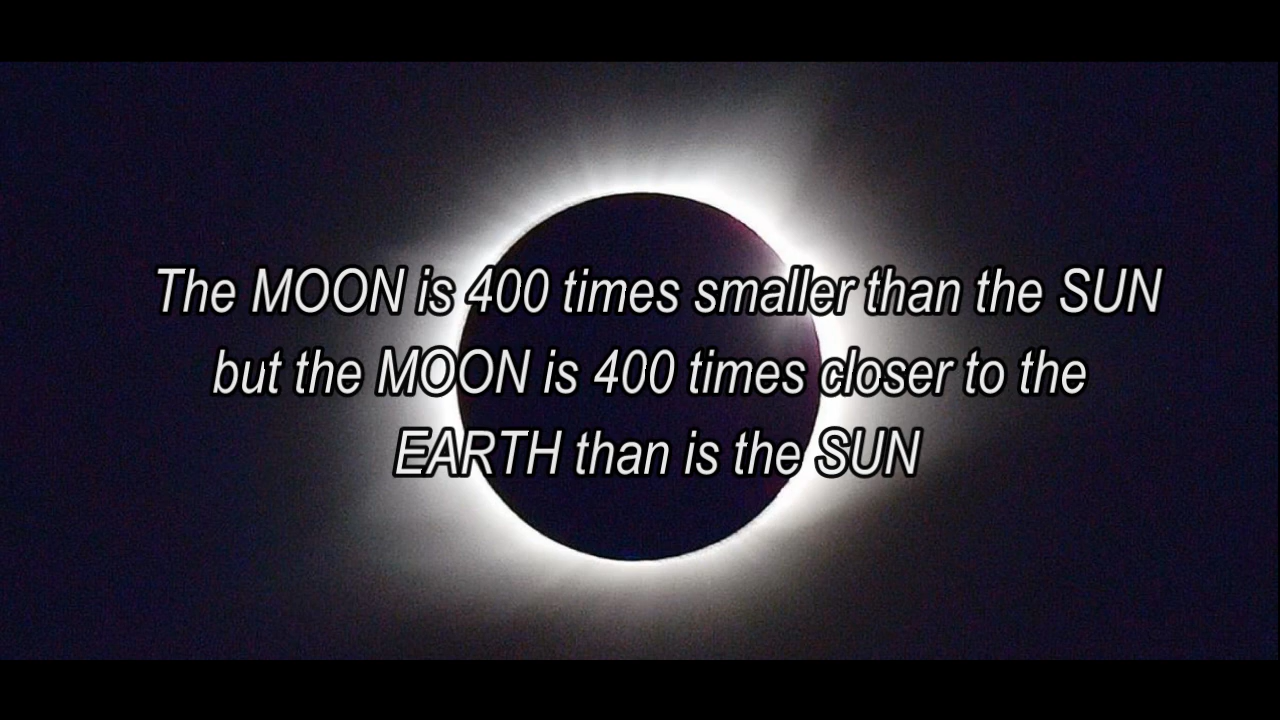 The MOON is 400 times smaller than the SUN
but the MOON is 400 times closer to the
EARTH than is the SUN